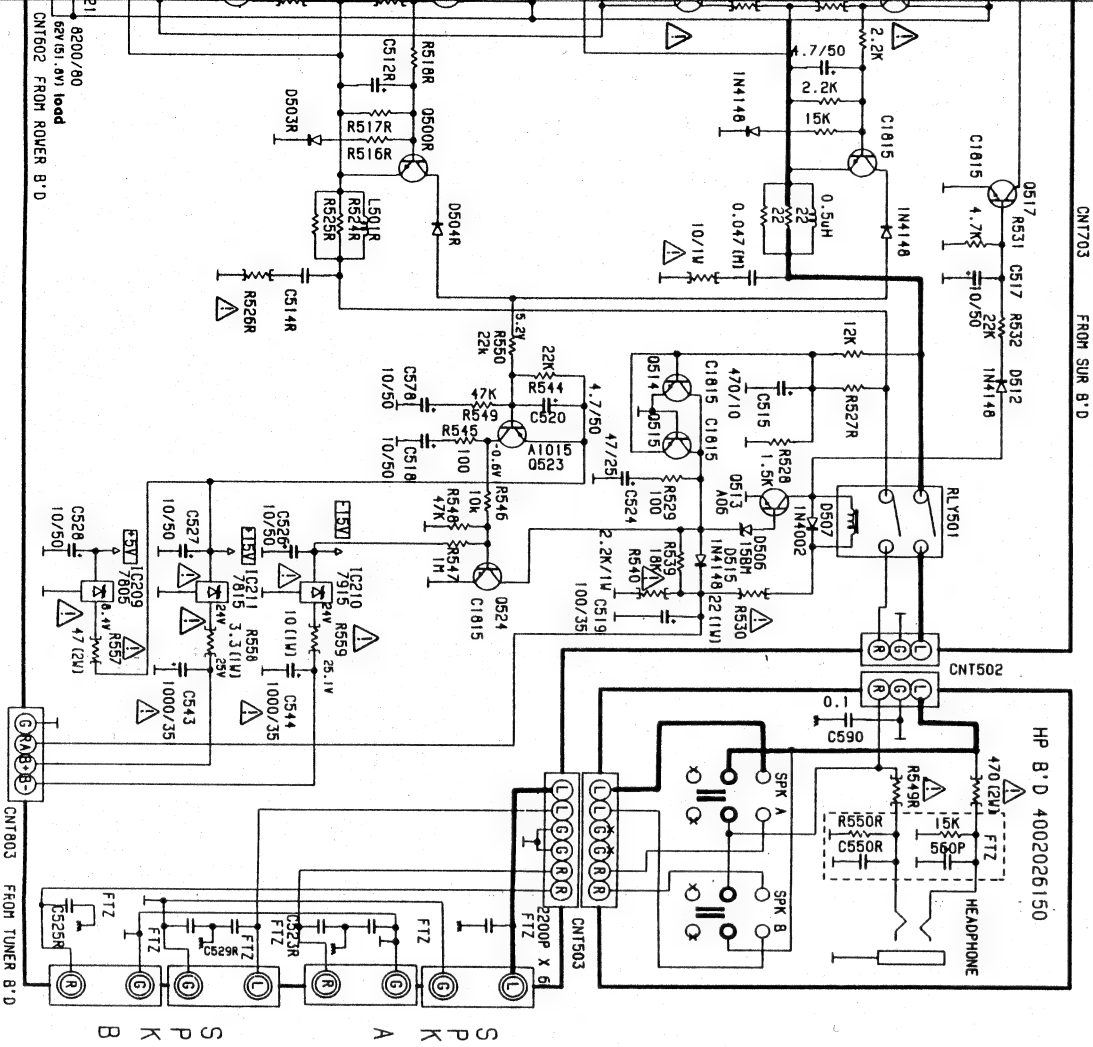 21
8200/80
62V(51.8V) load
CNT602 FROM ROWER B'D
R518R
C512R
Q500R
D503R
R517R
R516R
L501R
R524R
R525R
D504R
C514R
R526R
2.2K
4.7/50
2.2K
1N4148
15K
C1815
0.5uH
22
22
1N4148
0.047(M)
10/1W
C1815
Q517
R531
4.7K
C517
10/50
R532
22K
D512
1N4148
CNT703 FROM SUR B'D
5.2V
R550
22k
22K
R544
C578
10/50
47K
R549
C520
4.7/50
R545
100
C518
10/50
A1015
Q523
-0.6V
R546
10k
R548
47K
R547
1M
Q524
C1815
12K
R527R
470/10
C515
Q514
C1815
Q515
C1815
R528
1.5K
47/25
C524
R529
100
Q513
A06
D507
1N4002
RLY501
D506
15BM
D515
1N4148
R539
18K
R540
2.2K/1W
C519
100/35
22(1W)
R530
C528
10/50
+5V
IC209
7805
8.4V
R557
47(2W)
C527
10/50
±15V
IC211
7815
24V
R558
3.3(1W)
25V
C543
1000/35
C526
10/50
E15V
IC210
7915
24V
R559
10(1W)
25.1V
C544
1000/35
G RA B+ B-
CNT803 FROM TUNER B'D
R G L
CNT502
R G L
0.1
C590
HP B'D 4002026150
R549R
470(2W)
R550R
C550R
15K
560P
FTZ
HEADPHONE
SPK A
SPK B
L L G G R R
L L G G R R
CNT503
2200P X 6
FTZ
C525R
FTZ
FTZ
C529R
FTZ
FTZ
C523R
FTZ
R G G L
R G G L
SPK B
SPK A